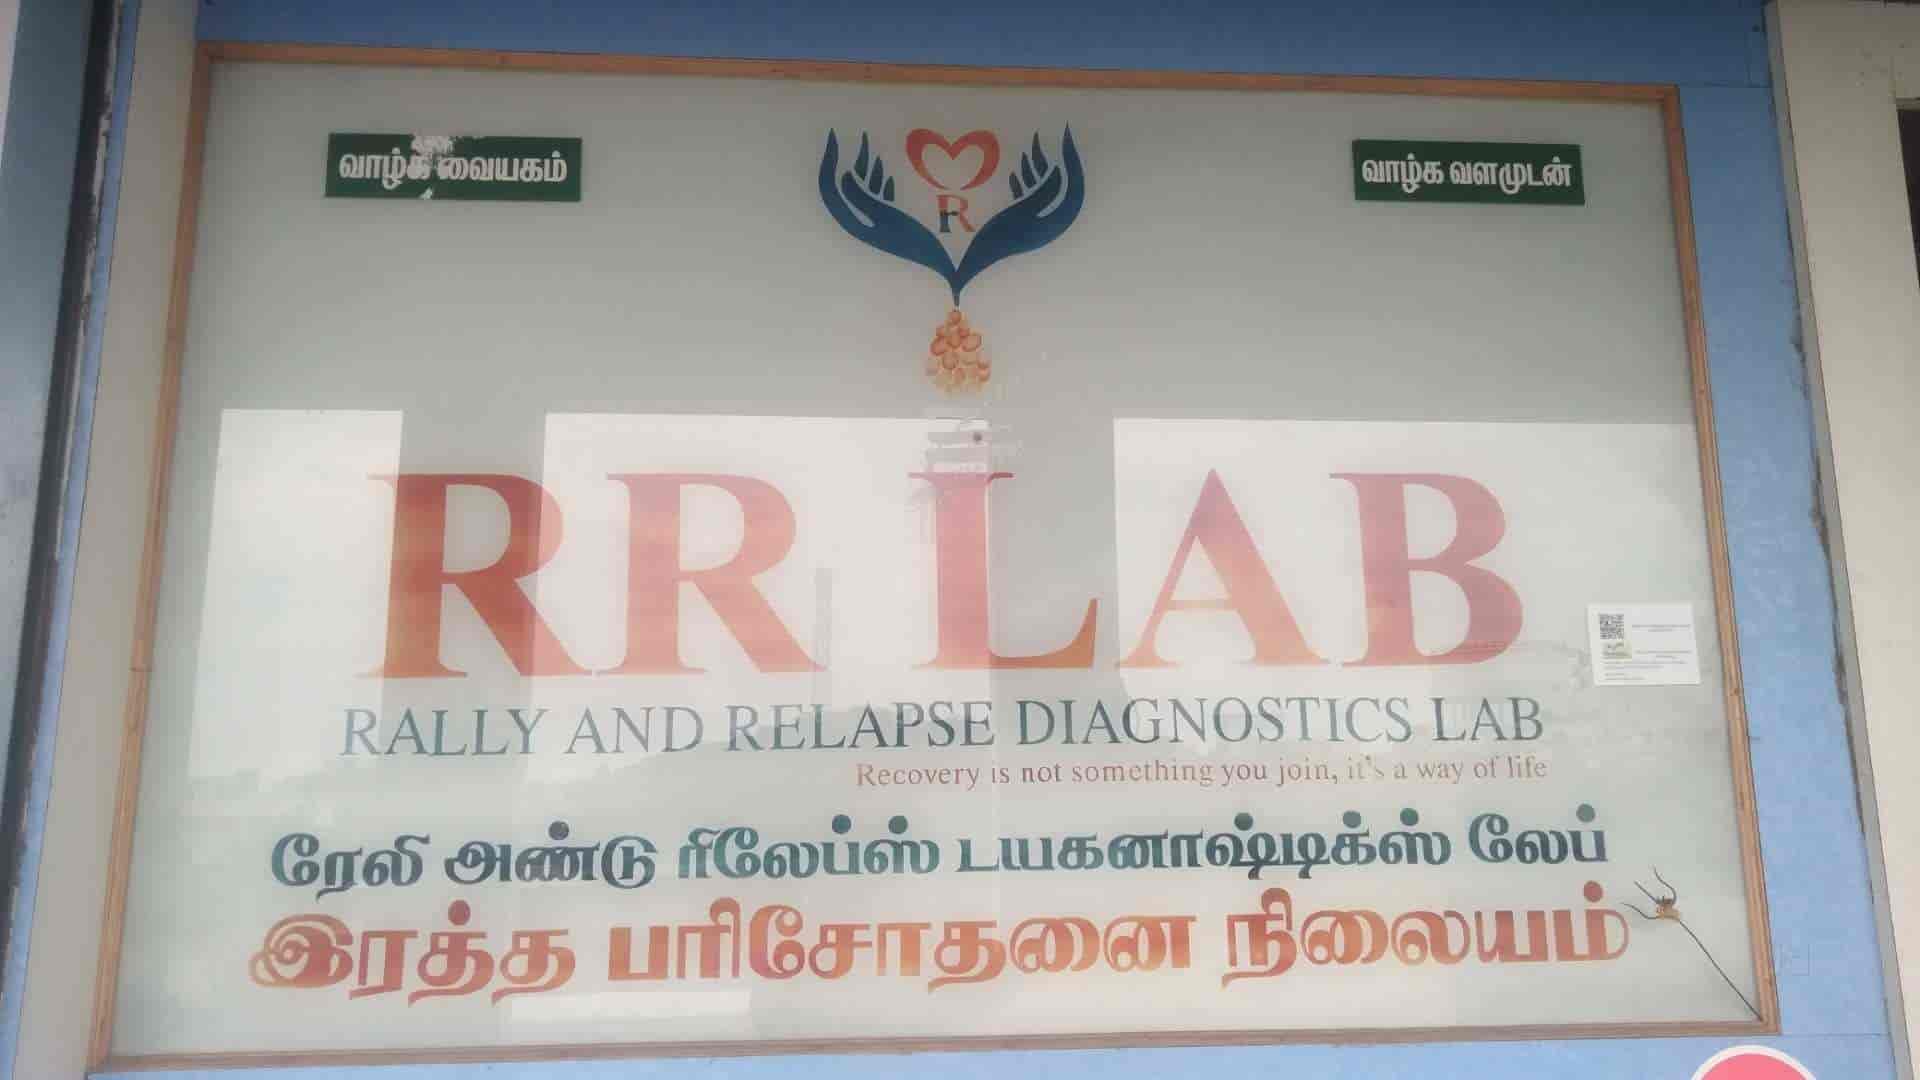 வாழ்க வையகம்
வாழ்க வளமுடன்
R
RR LAB
RALLY AND RELAPSE DIAGNOSTICS LAB
Recovery is not something you join, it's a way of life
ரேலி அண்டு ரிலேப்ஸ் டயகனாஷ்டிக்ஸ் லேப்
இரத்த பரிசோதனை நிலையம்